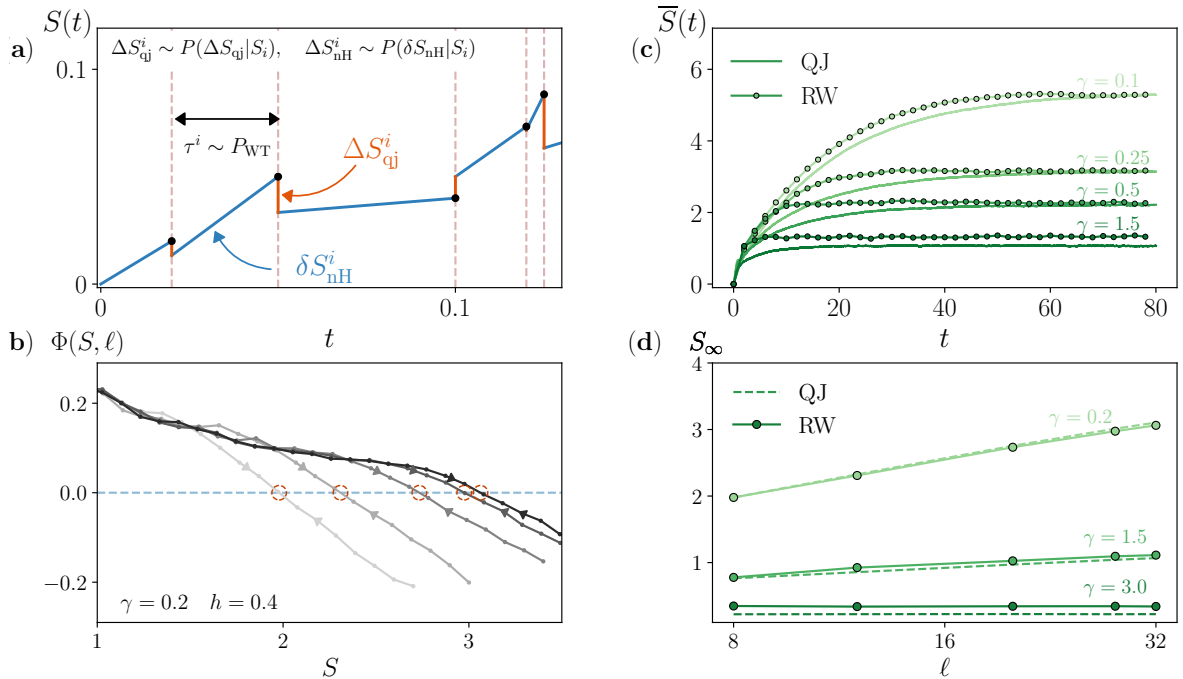 S(t)
a)
ΔS^i_qj ∼ P(ΔS_qj|S_i), ΔS^i_nH ∼ P(δS_nH|S_i)
0.1
τ^i ∼ P_WT
ΔS^i_qj
δS^i_nH
0
0 0.1
t
S̅(t)
(c)
QJ
RW
γ = 0.1
γ = 0.25
γ = 0.5
γ = 1.5
6
4
2
0
0 20 40 60 80
t
b) Φ(S, ℓ)
0.2
0.0
−0.2
γ = 0.2 h = 0.4
1 2 3
S
(d) S_∞
4
3
2
1
QJ
RW
γ = 0.2
γ = 1.5
γ = 3.0
8 16 32
ℓ